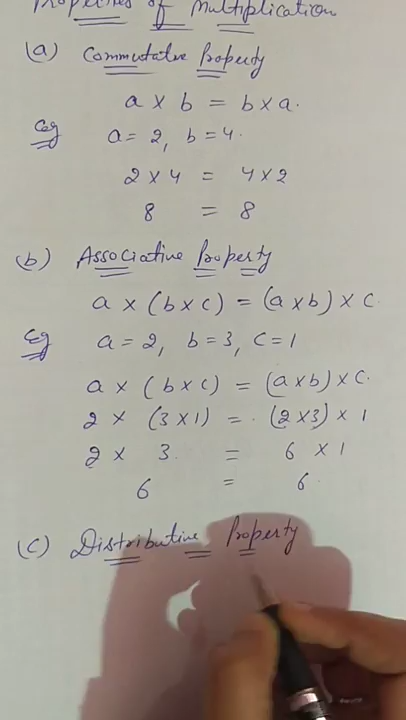 Properties of Multiplication
(a) Commutative Property
a × b = b × a.
Eg a = 2, b = 4.
2 × 4 = 4 × 2
8 = 8
(b) Associative Property
a × (b × c) = (a × b) × c.
Eg a = 2, b = 3, c = 1
a × (b × c) = (a × b) × c.
2 × (3 × 1) = (2 × 3) × 1
2 × 3 = 6 × 1
6 = 6.
(c) Distributive Property